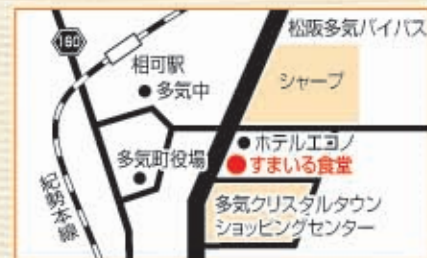 松阪多気バイパス
160
相可駅
多気中
シャープ
ホテルエコノ
すまいる食堂
多気町役場
多気クリスタルタウン
ショッピングセンター
紀勢本線